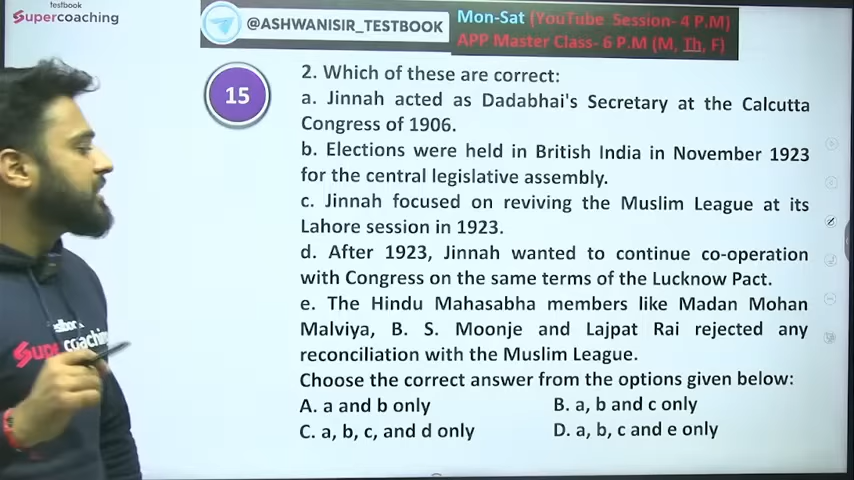 testbook
Supercoaching
@ASHWANISIR_TESTBOOK
Mon-Sat (YouTube Session- 4 P.M)
APP Master Class- 6 P.M (M, Th, F)
15
2. Which of these are correct:
a. Jinnah acted as Dadabhai's Secretary at the Calcutta
Congress of 1906.
b. Elections were held in British India in November 1923
for the central legislative assembly.
c. Jinnah focused on reviving the Muslim League at its
Lahore session in 1923.
d. After 1923, Jinnah wanted to continue co-operation
with Congress on the same terms of the Lucknow Pact.
e. The Hindu Mahasabha members like Madan Mohan
Malviya, B. S. Moonje and Lajpat Rai rejected any
reconciliation with the Muslim League.
Choose the correct answer from the options given below:
A. a and b only
B. a, b and c only
C. a, b, c, and d only
D. a, b, c and e only